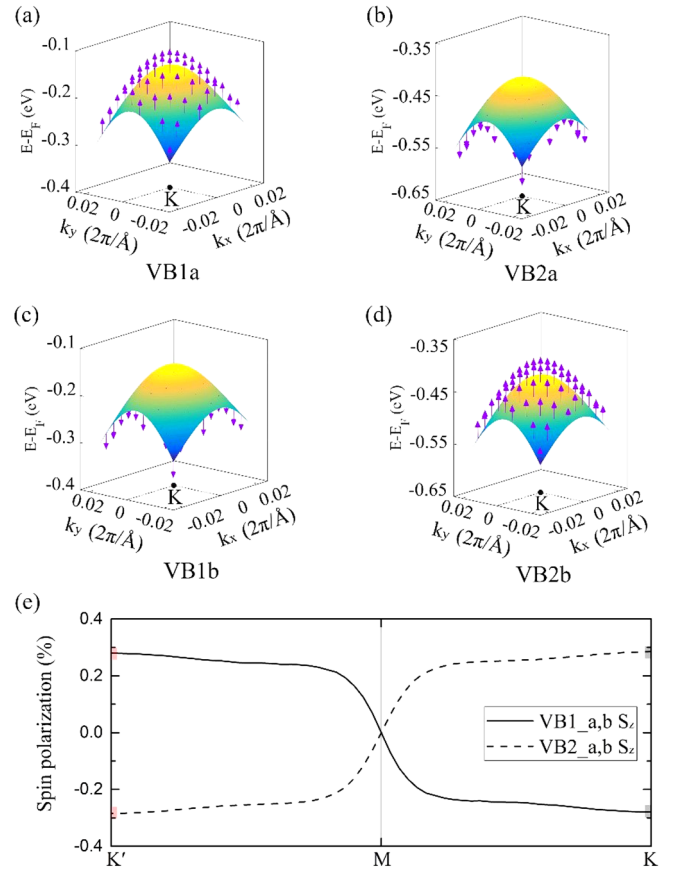 (a)
-0.1
-0.2
-0.3
-0.4
E-E_F (eV)
0.02 0 -0.02
-0.02 0 0.02
K
k_y (2π/Å)
k_x (2π/Å)
VB1a
(b)
-0.35
-0.45
-0.55
-0.65
E-E_F (eV)
0.02 0 -0.02
-0.02 0 0.02
K
k_y (2π/Å)
k_x (2π/Å)
VB2a
(c)
-0.1
-0.2
-0.3
-0.4
E-E_F (eV)
0.02 0 -0.02
-0.02 0 0.02
K
k_y (2π/Å)
k_x (2π/Å)
VB1b
(d)
-0.35
-0.45
-0.55
-0.65
E-E_F (eV)
0.02 0 -0.02
-0.02 0 0.02
K
k_y (2π/Å)
k_x (2π/Å)
VB2b
(e)
0.4
0.2
0.0
-0.2
-0.4
Spin polarization (%)
VB1_a,b S_z
VB2_a,b S_z
K′ M K